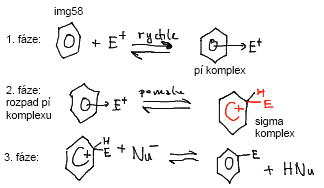 img58
1. fáze: + E+ rychle E+
pí komplex
2. fáze: rozpad pí komplexu E+ pomalu C+ H E
sigma komplex
3. fáze: C+ H E + Nu- E + HNu